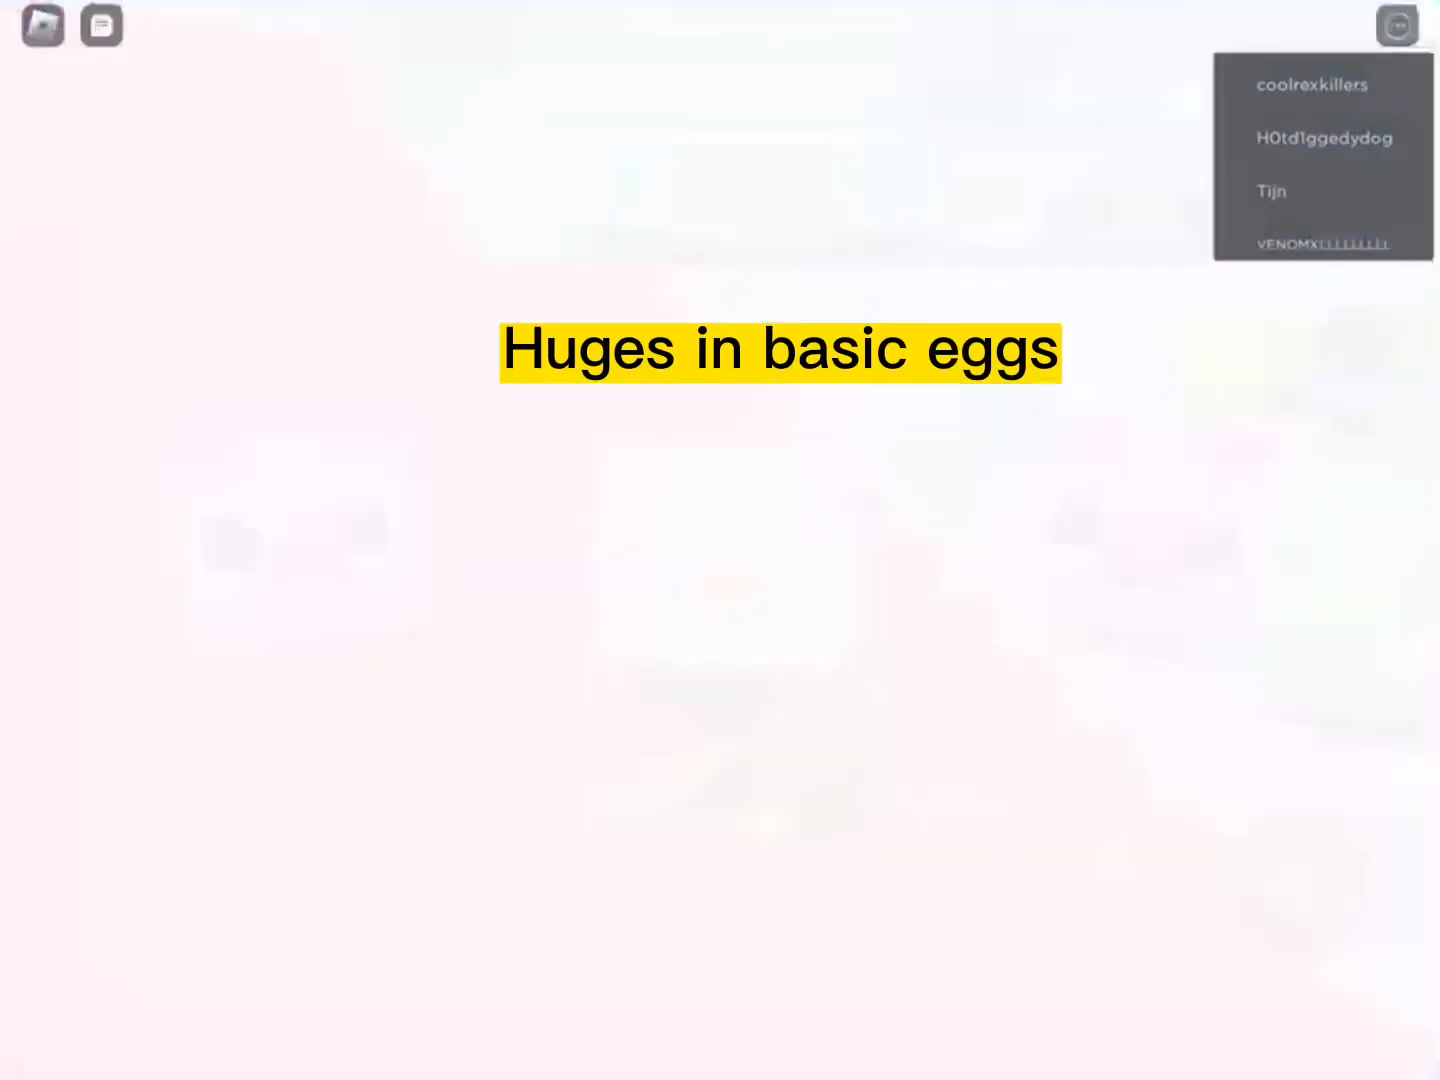 coolrexkillers
H0td1ggedydog
Tijn
Huges in basic eggs